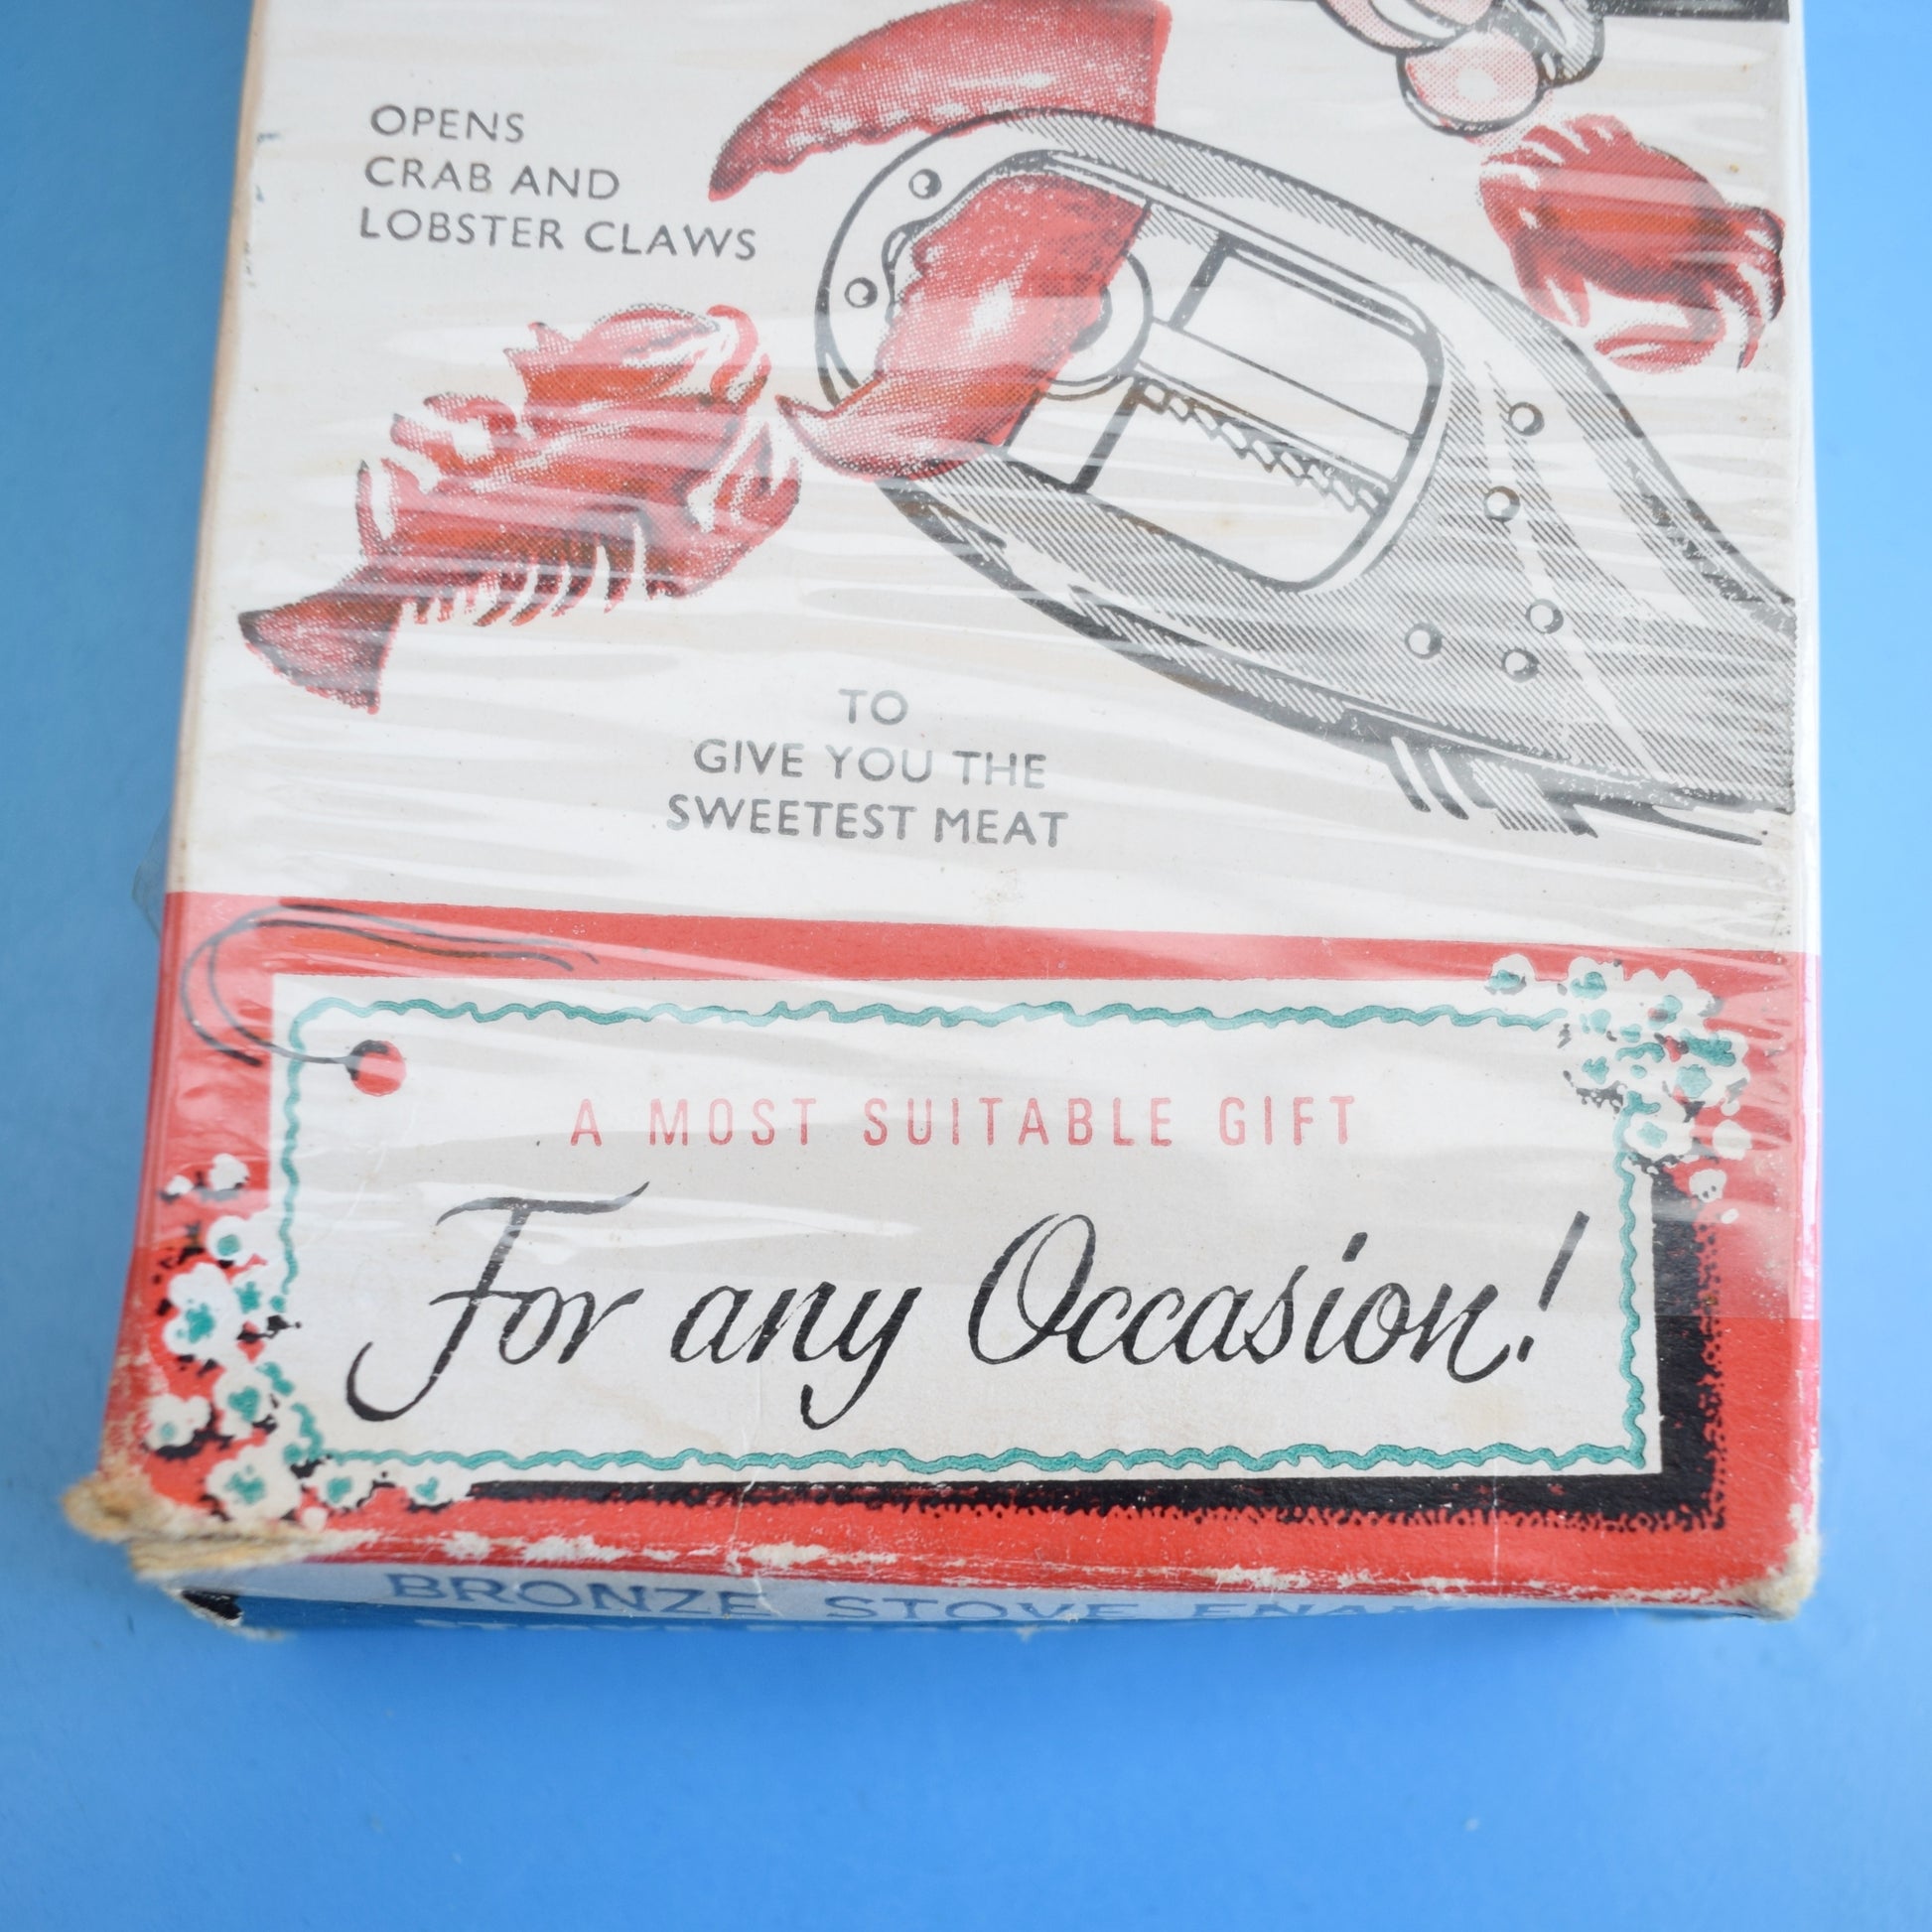 OPENS
CRAB AND
LOBSTER CLAWS
TO
GIVE YOU THE
SWEETEST MEAT
A MOST SUITABLE GIFT
For any Occasion!
BRONZE STOVE